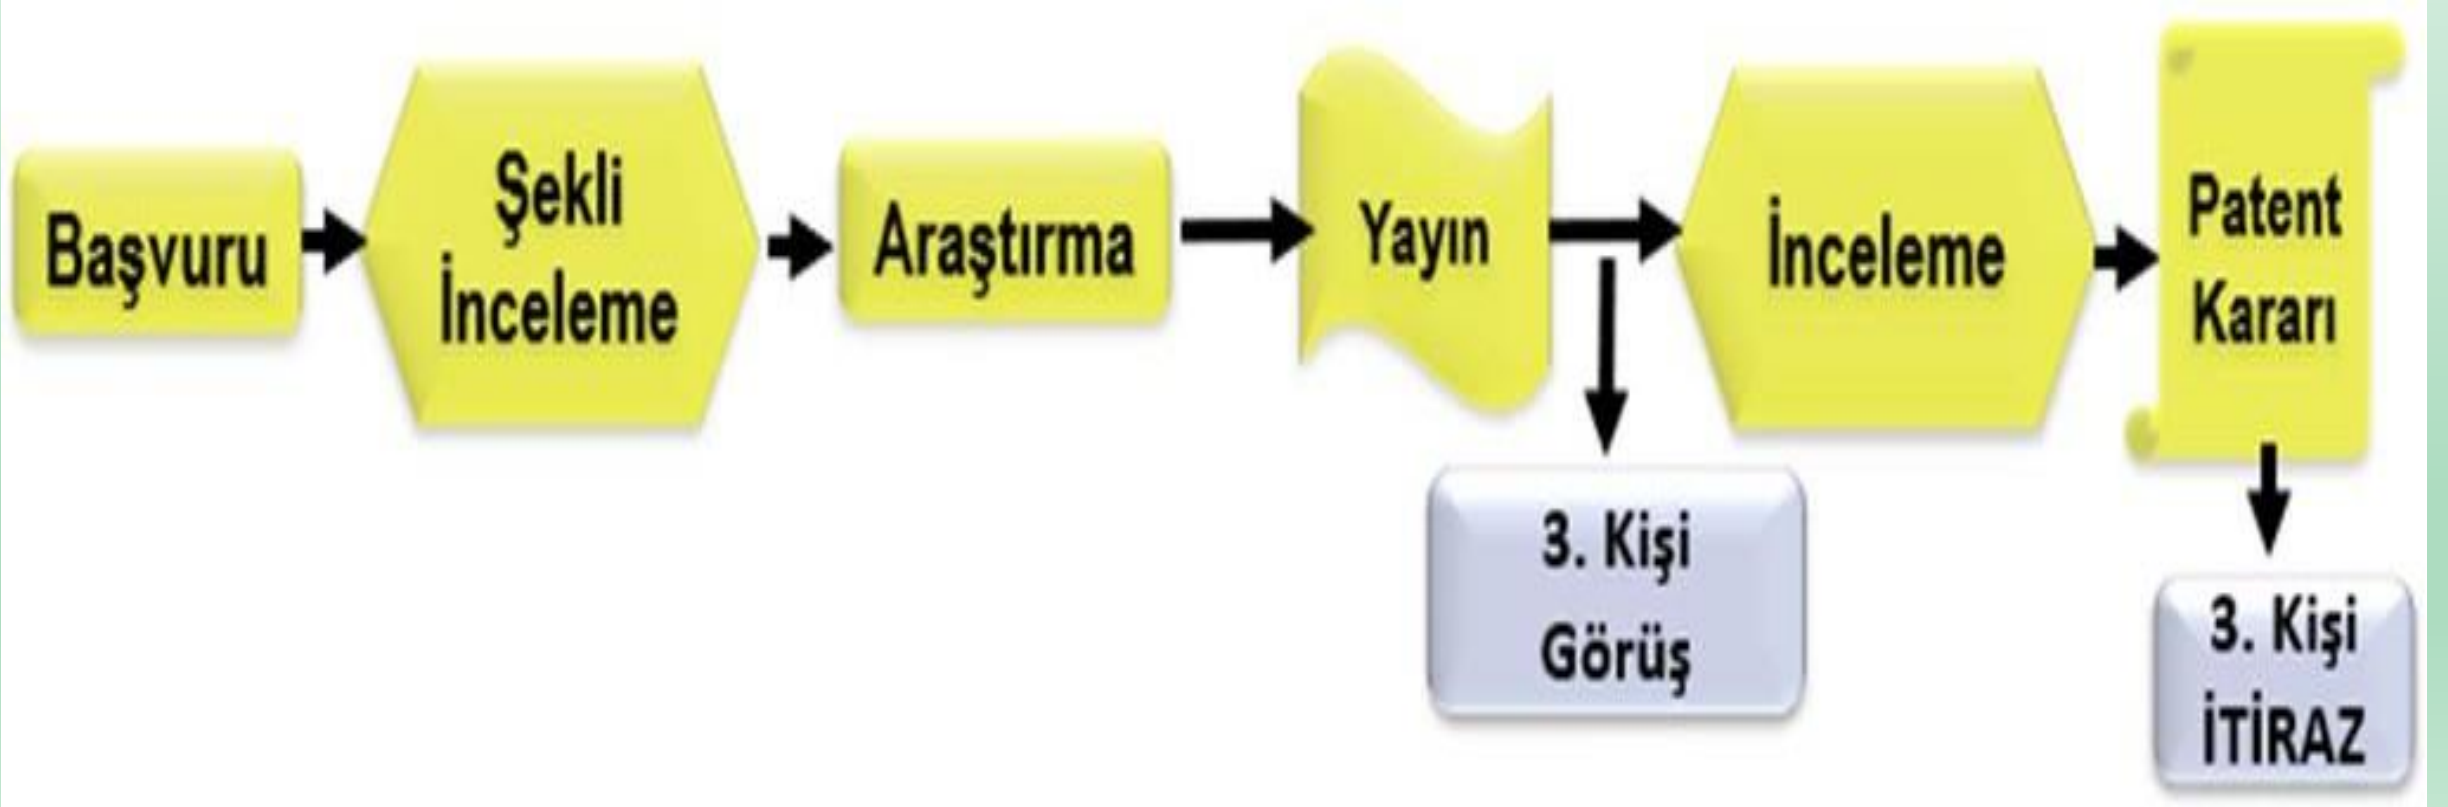 Başvuru
Şekli
İnceleme
Araştırma
Yayın
İnceleme
Patent
Kararı
3. Kişi
Görüş
3. Kişi
İTİRAZ